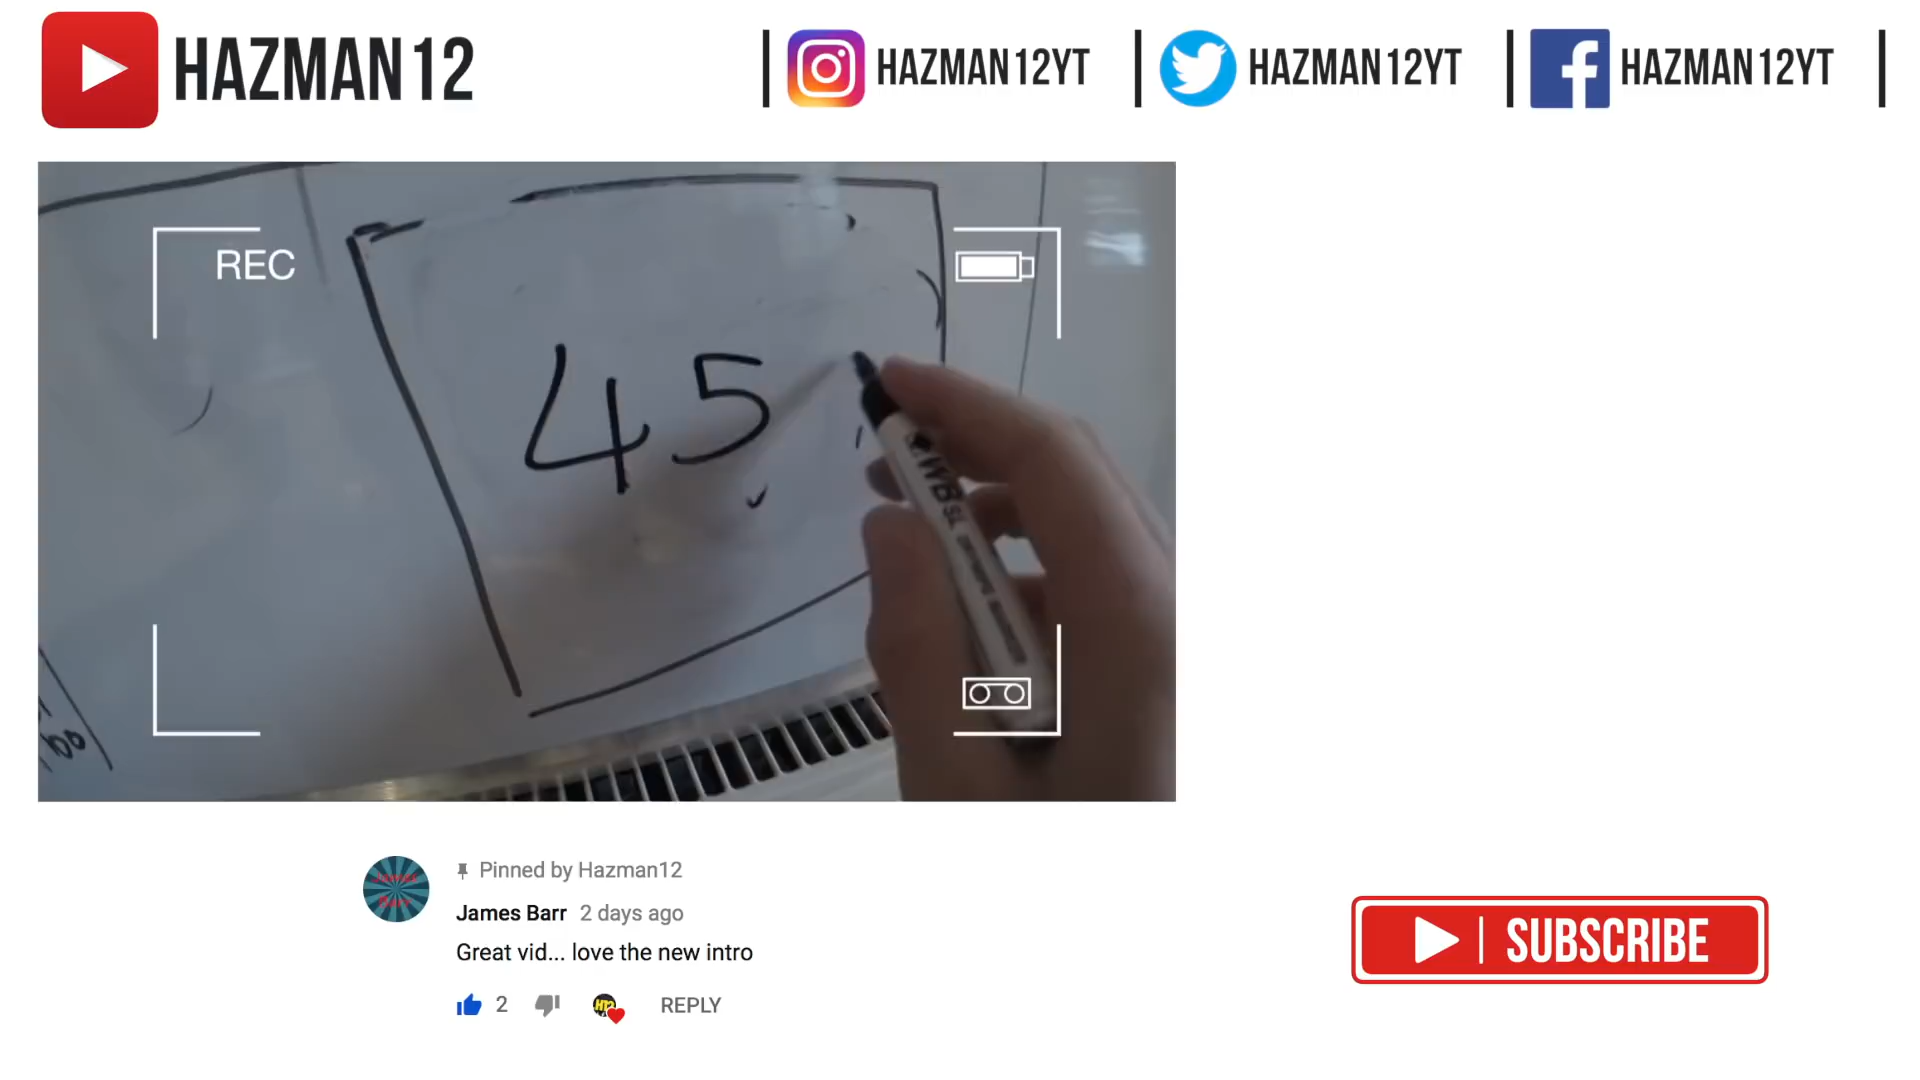 HAZMAN12
HAZMAN12YT
HAZMAN12YT
HAZMAN12YT
REC
45
Pinned by Hazman12
James Barr 2 days ago
Great vid... love the new intro
2 REPLY
SUBSCRIBE